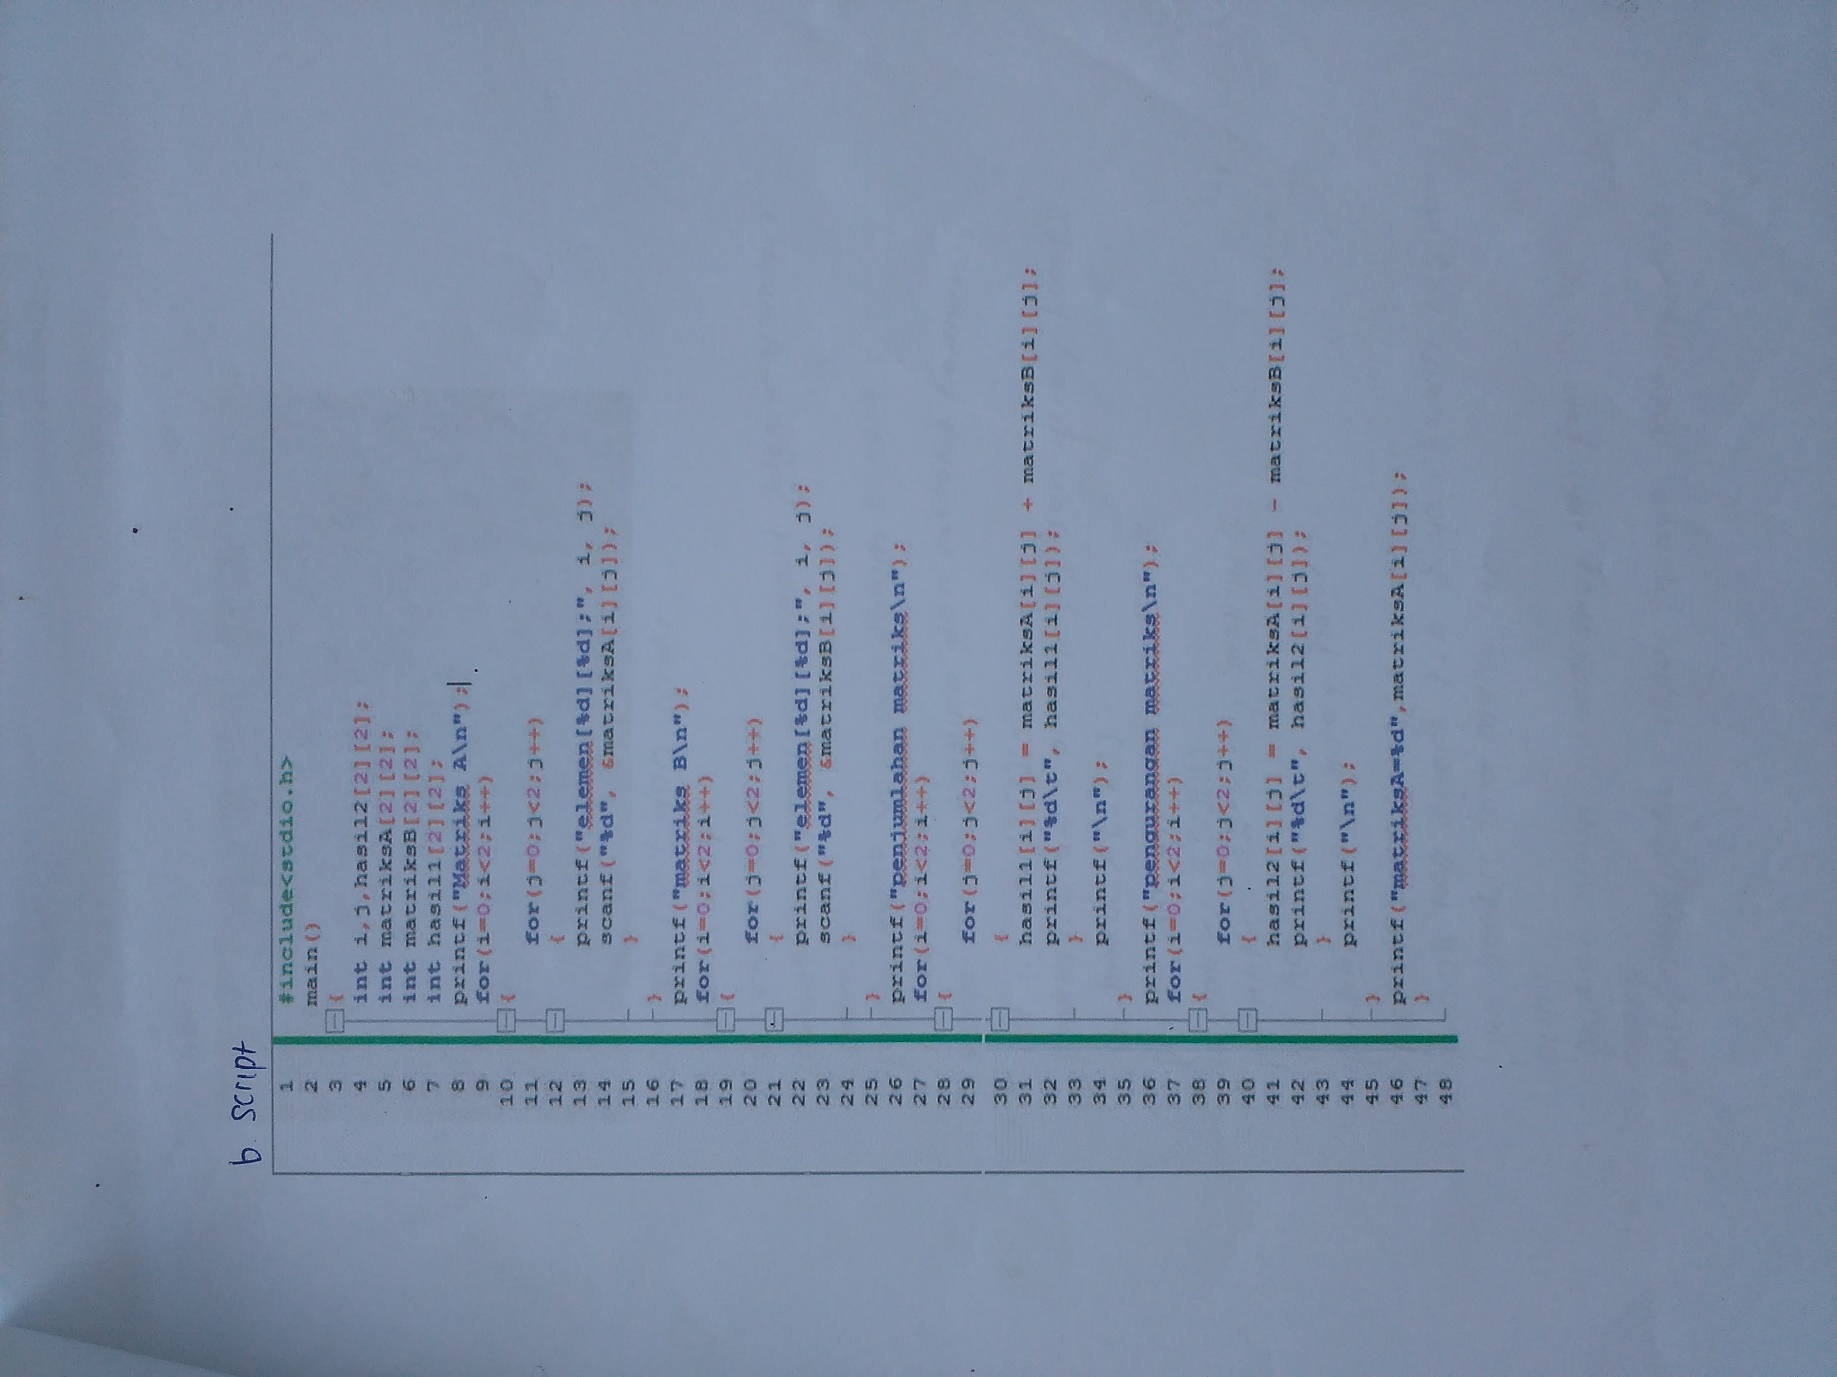 b. Script
1 #include<stdio.h>
2 main()
3 {
4 int i,j,hasil2[2][2];
5 int matriksA[2][2];
6 int matriksB[2][2];
7 int hasil1[2][2];
8 printf("Matriks A\n");
9 for(i=0;i<2;i++)
10 {
11 for(j=0;j<2;j++)
12 {
13 printf("elemen[%d][%d];", i, j);
14 scanf("%d", &matriksA[i][j]);
15 }
16 }
17 printf("matriks B\n");
18 for(i=0;i<2;i++)
19 {
20 for(j=0;j<2;j++)
21 {
22 printf("elemen[%d][%d];", i, j);
23 scanf("%d", &matriksB[i][j]);
24 }
25 }
26 printf("penjumlahan matriks\n");
27 for(i=0;i<2;i++)
28 {
29 for(j=0;j<2;j++)
30 {
31 hasil1[i][j] = matriksA[i][j] + matriksB[i][j];
32 printf("%d\t", hasil1[i][j]);
33 }
34 printf("\n");
35 }
36 printf("pengurangan matriks\n");
37 for(i=0;i<2;i++)
38 {
39 for(j=0;j<2;j++)
40 {
41 hasil2[i][j] = matriksA[i][j] - matriksB[i][j];
42 printf("%d\t", hasil2[i][j]);
43 }
44 printf("\n");
45 }
46 printf("matriksA=%d",matriksA[i][j]);
47 }
48